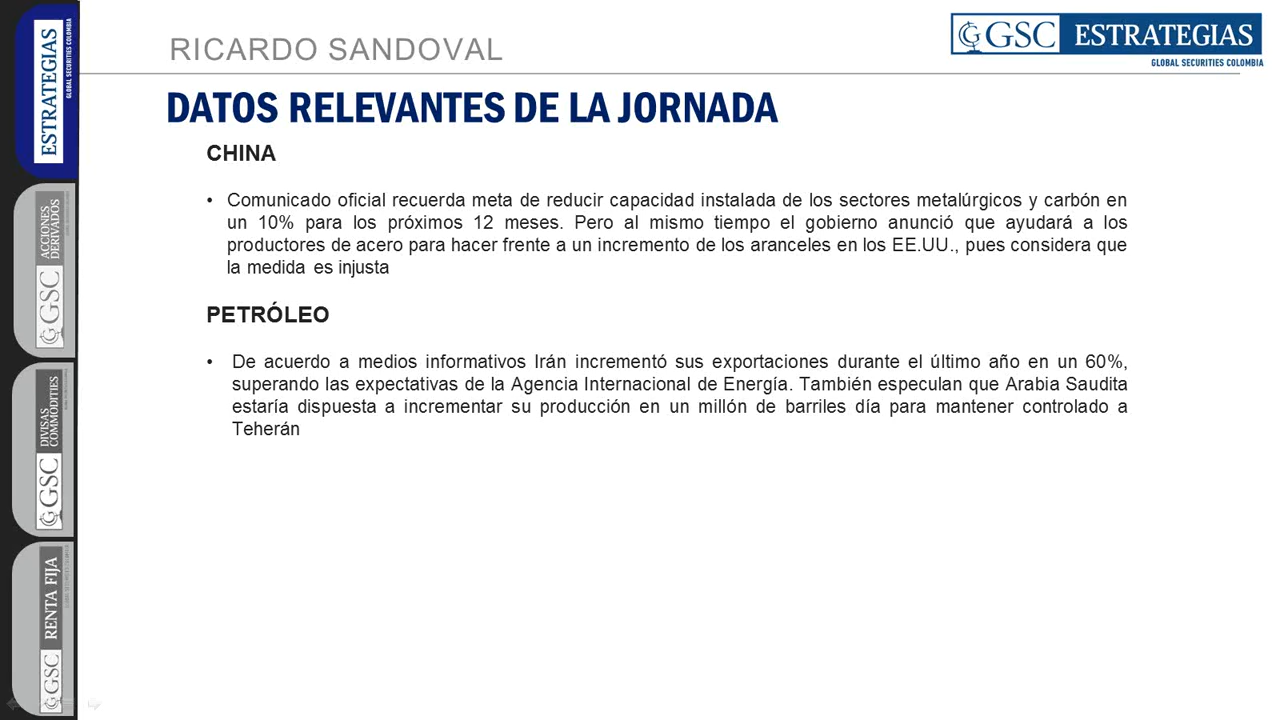 RICARDO SANDOVAL
GSC ESTRATEGIAS
GLOBAL SECURITIES COLOMBIA
DATOS RELEVANTES DE LA JORNADA
CHINA
• Comunicado oficial recuerda meta de reducir capacidad instalada de los sectores metalúrgicos y carbón en
un 10% para los próximos 12 meses. Pero al mismo tiempo el gobierno anunció que ayudará a los
productores de acero para hacer frente a un incremento de los aranceles en los EE.UU., pues considera que
la medida es injusta
PETRÓLEO
• De acuerdo a medios informativos Irán incrementó sus exportaciones durante el último año en un 60%,
superando las expectativas de la Agencia Internacional de Energía. También especulan que Arabia Saudita
estaría dispuesta a incrementar su producción en un millón de barriles día para mantener controlado a
Teherán
ESTRATEGIAS
GLOBAL SECURITIES COLOMBIA
GSC ACCIONES
DERIVADOS
GSC DIVISAS
COMMODITIES
GSC RENTA FIJA